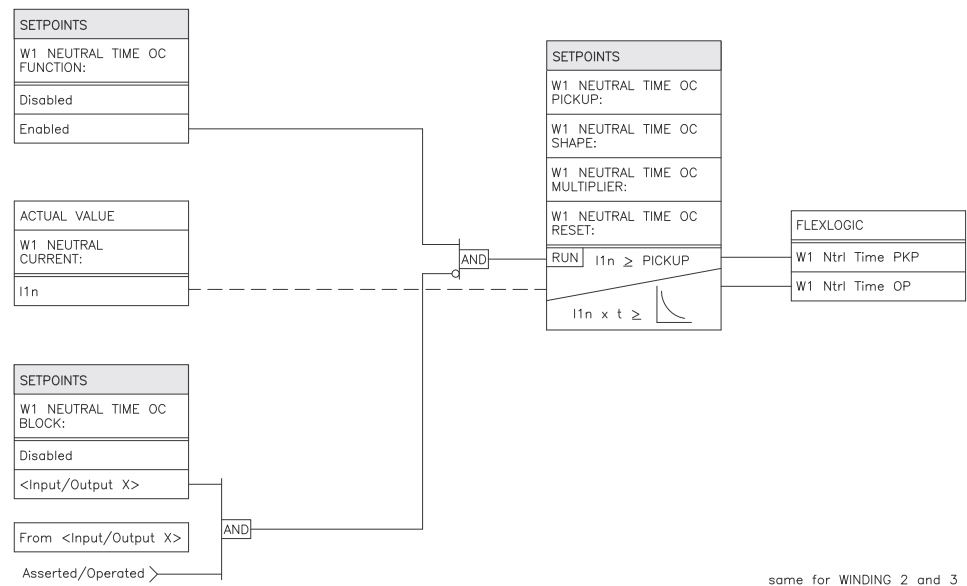 SETPOINTS
W1 NEUTRAL TIME OC
FUNCTION:
Disabled
Enabled
ACTUAL VALUE
W1 NEUTRAL
CURRENT:
I1n
SETPOINTS
W1 NEUTRAL TIME OC
BLOCK:
Disabled
<Input/Output X>
From <Input/Output X>
Asserted/Operated
AND
AND
SETPOINTS
W1 NEUTRAL TIME OC
PICKUP:
W1 NEUTRAL TIME OC
SHAPE:
W1 NEUTRAL TIME OC
MULTIPLIER:
W1 NEUTRAL TIME OC
RESET:
RUN I1n ≥ PICKUP
I1n x t ≥
FLEXLOGIC
W1 Ntrl Time PKP
W1 Ntrl Time OP
same for WINDING 2 and 3